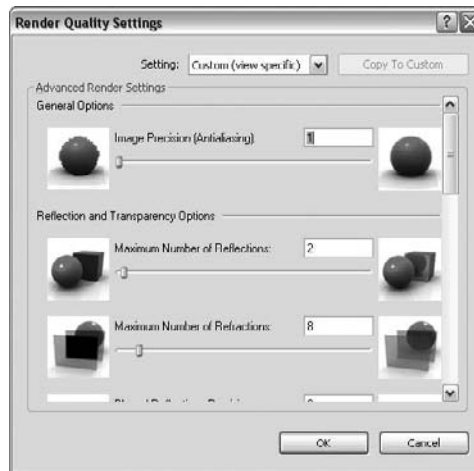 Render Quality Settings
Setting: Custom (view specific) Copy To Custom
Advanced Render Settings
General Options
Image Precision (Antialiasing): 1
Reflection and Transparency Options
Maximum Number of Reflections: 2
Maximum Number of Refractions: 8
OK Cancel